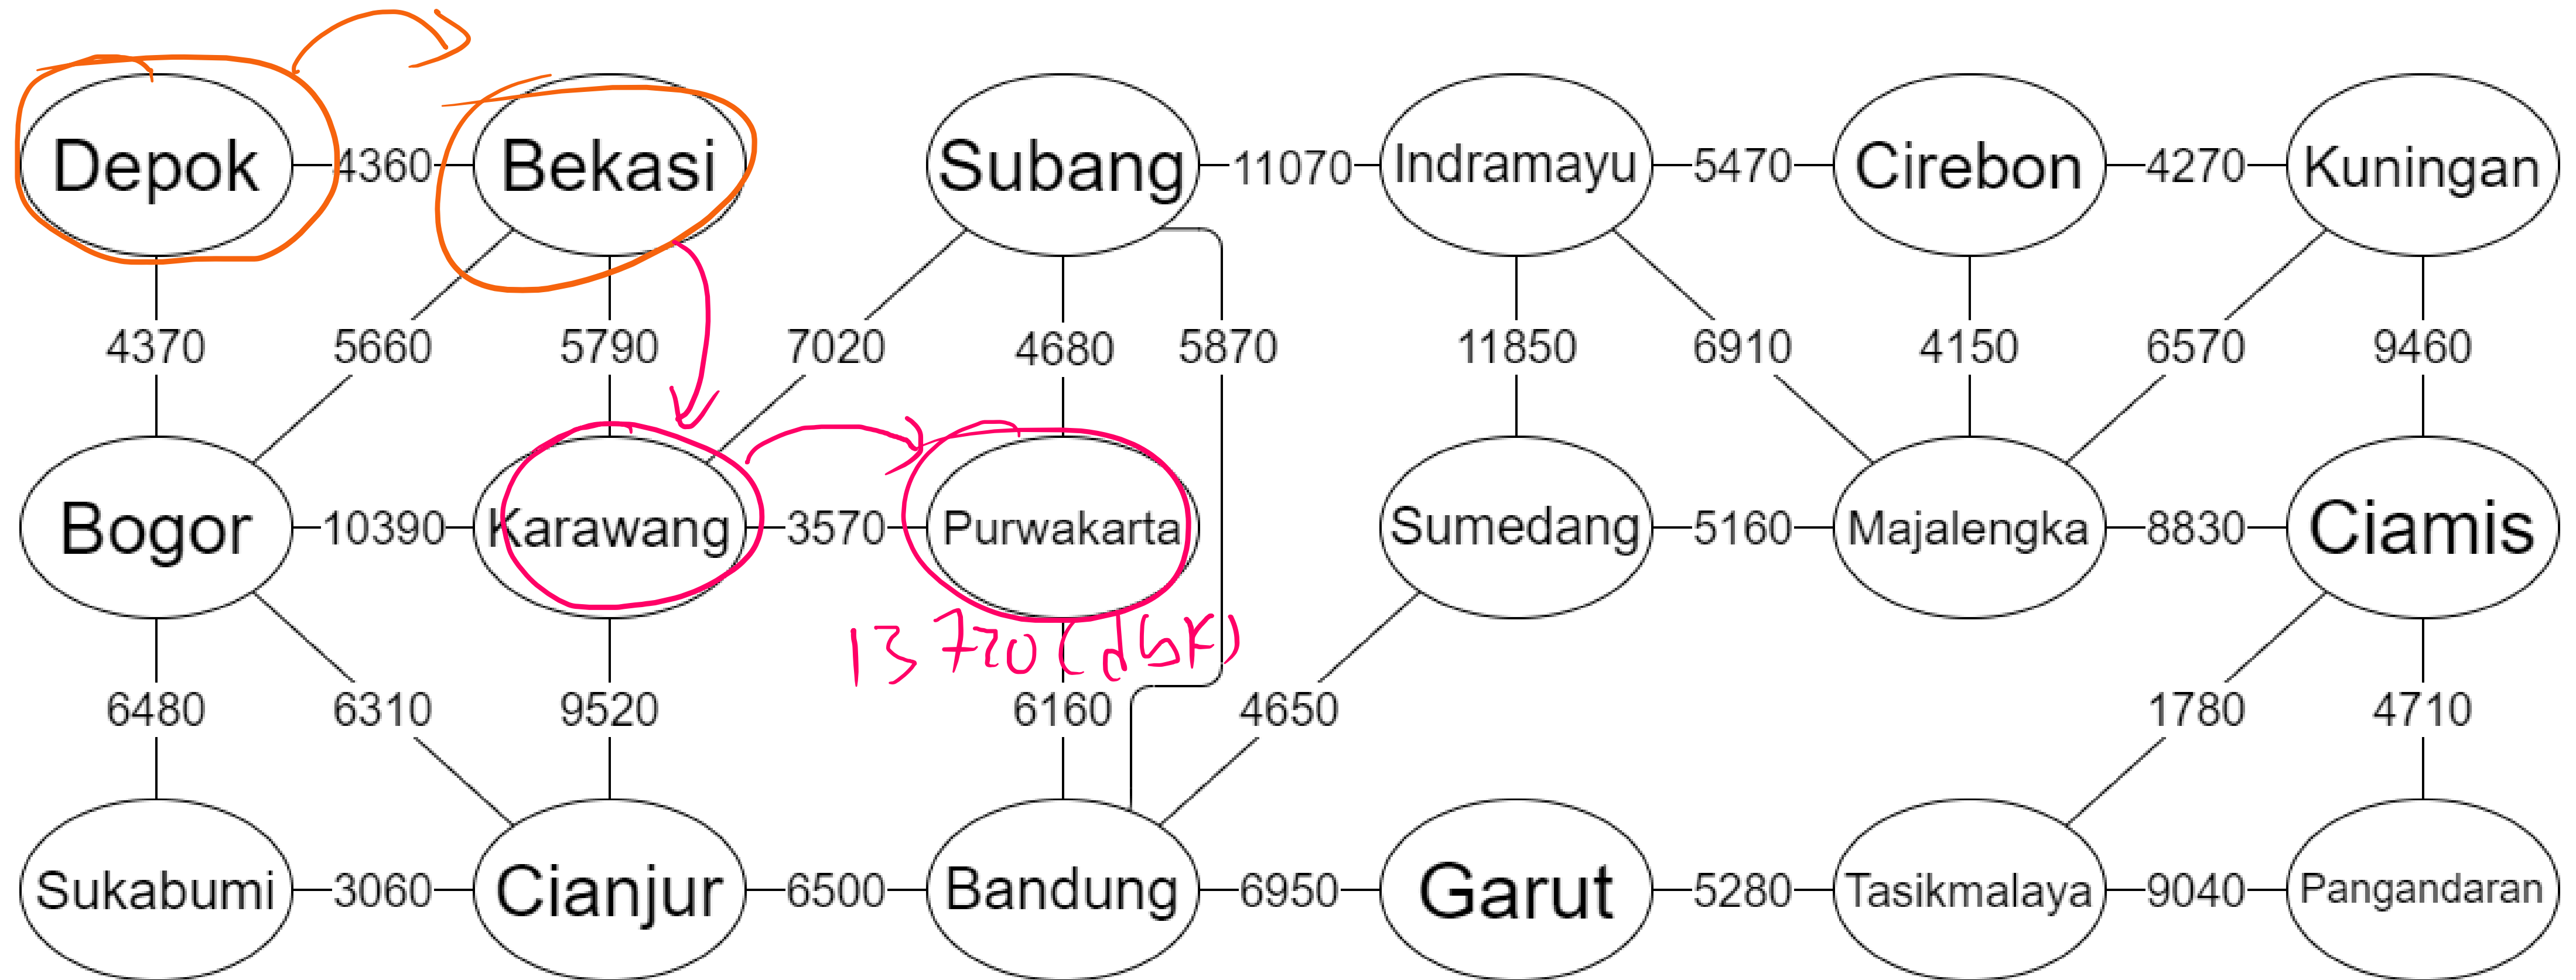 Depok 4360 Bekasi Subang 11070 Indramayu 5470 Cirebon 4270 Kuningan
4370 5660 5790 7020 4680 5870 11850 6910 4150 6570 9460
Bogor 10390 Karawang 3570 Purwakarta Sumedang 5160 Majalengka 8830 Ciamis
13720 (dbk)
6480 6310 9520 6160 4650 1780 4710
Sukabumi 3060 Cianjur 6500 Bandung 6950 Garut 5280 Tasikmalaya 9040 Pangandaran